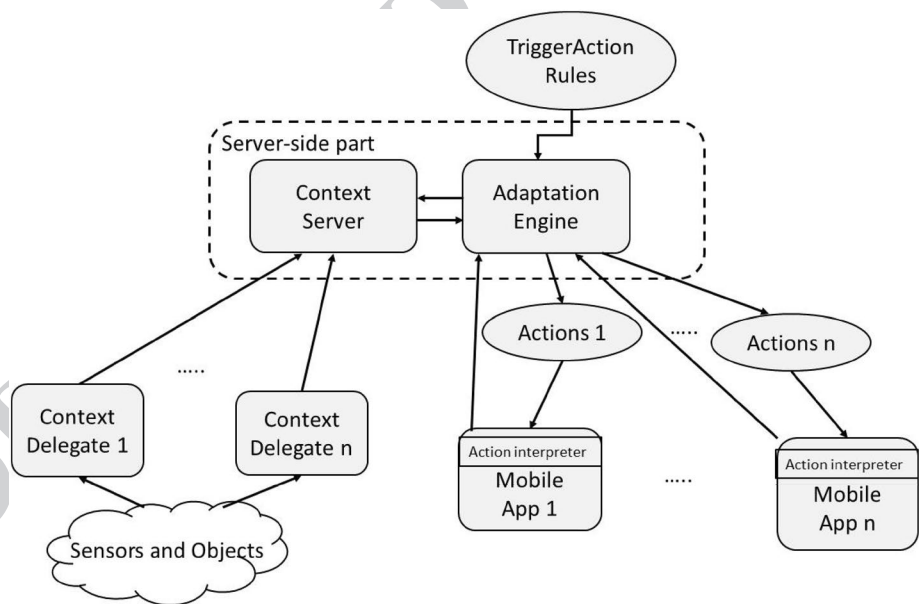 TriggerAction
Rules
Server-side part
Context
Server
Adaptation
Engine
Actions 1
.....
Actions n
.....
Context
Delegate 1
Context
Delegate n
Action interpreter
Mobile
App 1
.....
Action interpreter
Mobile
App n
Sensors and Objects